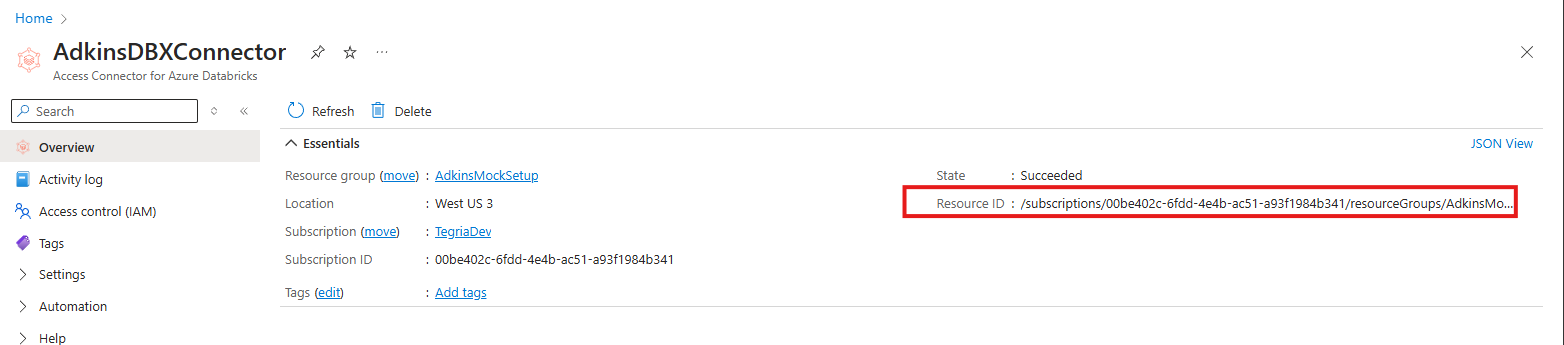 Home >
AdkinsDBXConnector ...
Access Connector for Azure Databricks
Search
«
Refresh
Delete
Overview
Activity log
Access control (IAM)
Tags
Settings
Automation
Help
Essentials
JSON View
Resource group (move) : AdkinsMockSetup
Location : West US 3
Subscription (move) : TegriaDev
Subscription ID : 00be402c-6fdd-4e4b-ac51-a93f1984b341
Tags (edit) : Add tags
State : Succeeded
Resource ID : /subscriptions/00be402c-6fdd-4e4b-ac51-a93f1984b341/resourceGroups/AdkinsMo...